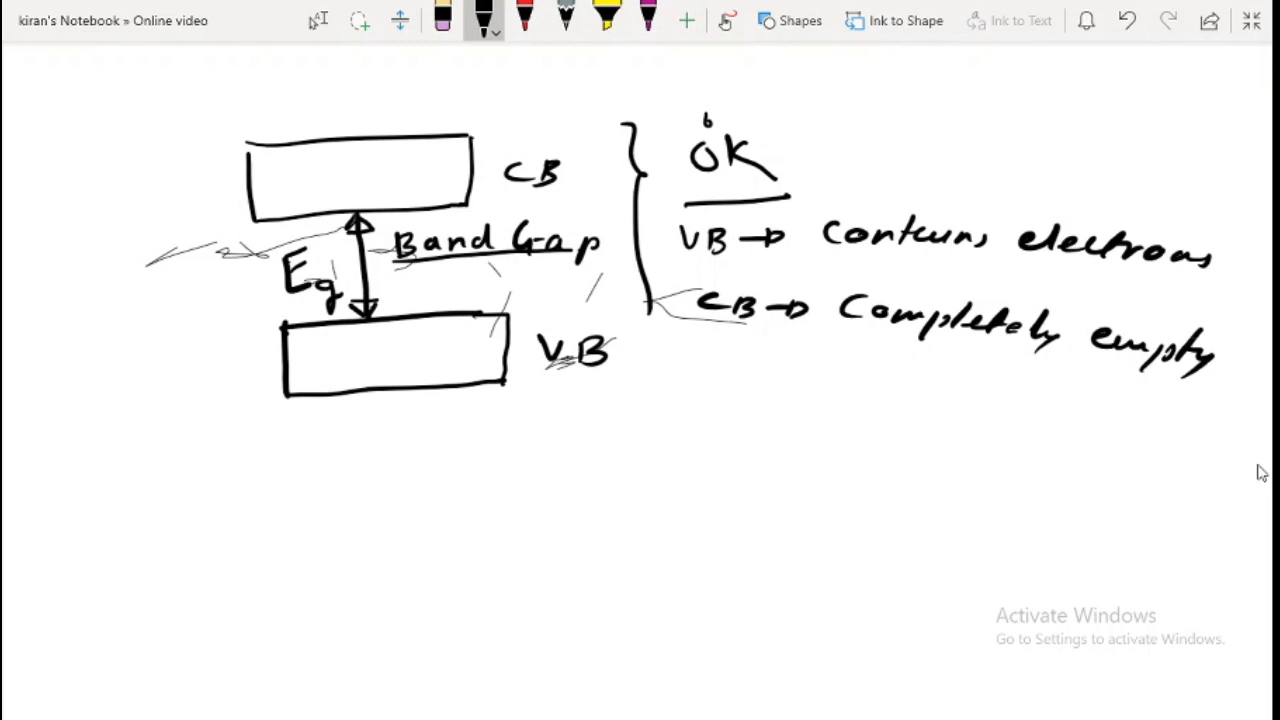 kiran's Notebook » Online video
Shapes
Ink to Shape
Ink to Text
CB
Band Gap
Eg
VB
0K
VB → Contains electrons
CB → Completely empty
Activate Windows
Go to Settings to activate Windows.